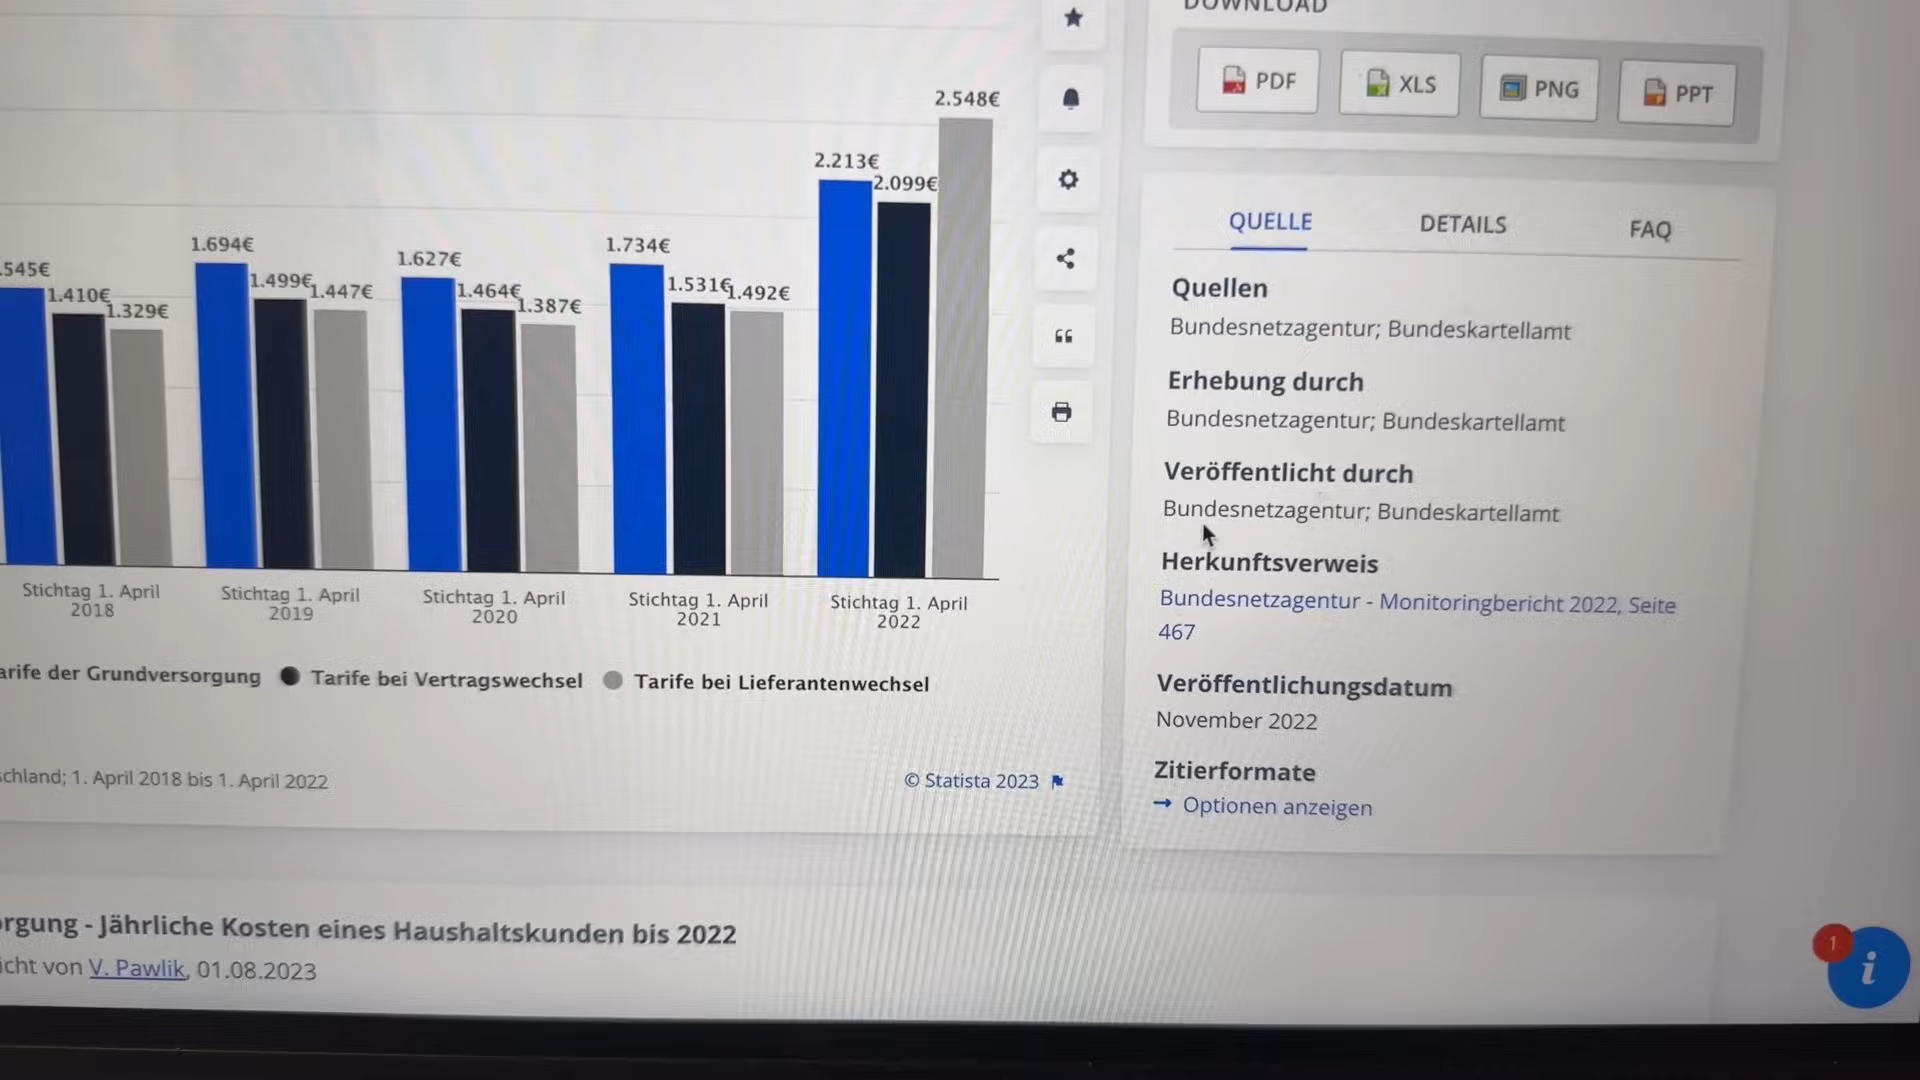 DOWNLOAD
PDF
XLS
PNG
PPT
2.548€
2.213€
2.099€
1.694€
1.499€
1.447€
1.627€
1.464€
1.387€
1.734€
1.531€
1.492€
.545€
1.410€
1.329€
Stichtag 1. April
2018
Stichtag 1. April
2019
Stichtag 1. April
2020
Stichtag 1. April
2021
Stichtag 1. April
2022
arife der Grundversorgung
Tarife bei Vertragswechsel
Tarife bei Lieferantenwechsel
schland; 1. April 2018 bis 1. April 2022
© Statista 2023
QUELLE
DETAILS
FAQ
Quellen
Bundesnetzagentur; Bundeskartellamt
Erhebung durch
Bundesnetzagentur; Bundeskartellamt
Veröffentlicht durch
Bundesnetzagentur; Bundeskartellamt
Herkunftsverweis
Bundesnetzagentur - Monitoringbericht 2022, Seite
467
Veröffentlichungsdatum
November 2022
Zitierformate
→ Optionen anzeigen
orgung - Jährliche Kosten eines Haushaltskunden bis 2022
icht von V. Pawlik, 01.08.2023
1
i